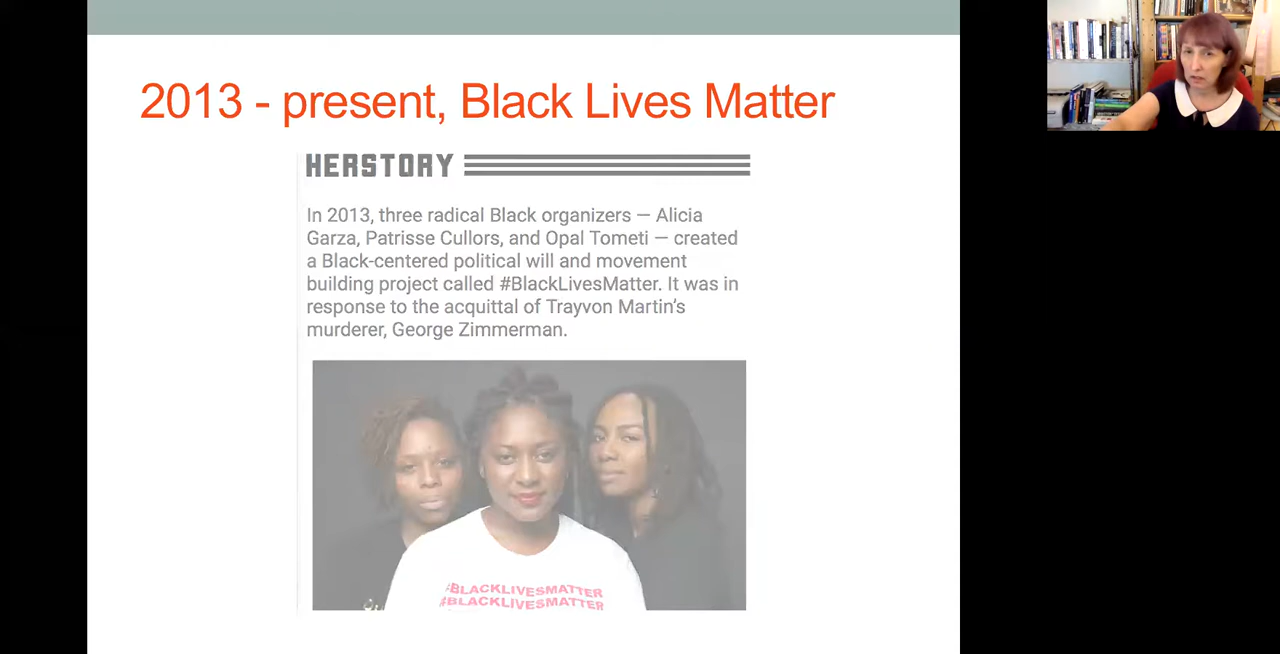 2013 - present, Black Lives Matter
HERSTORY
In 2013, three radical Black organizers — Alicia
Garza, Patrisse Cullors, and Opal Tometi — created
a Black-centered political will and movement
building project called #BlackLivesMatter. It was in
response to the acquittal of Trayvon Martin’s
murderer, George Zimmerman.
#BLACKLIVESMATTER
#BLACKLIVESMATTER